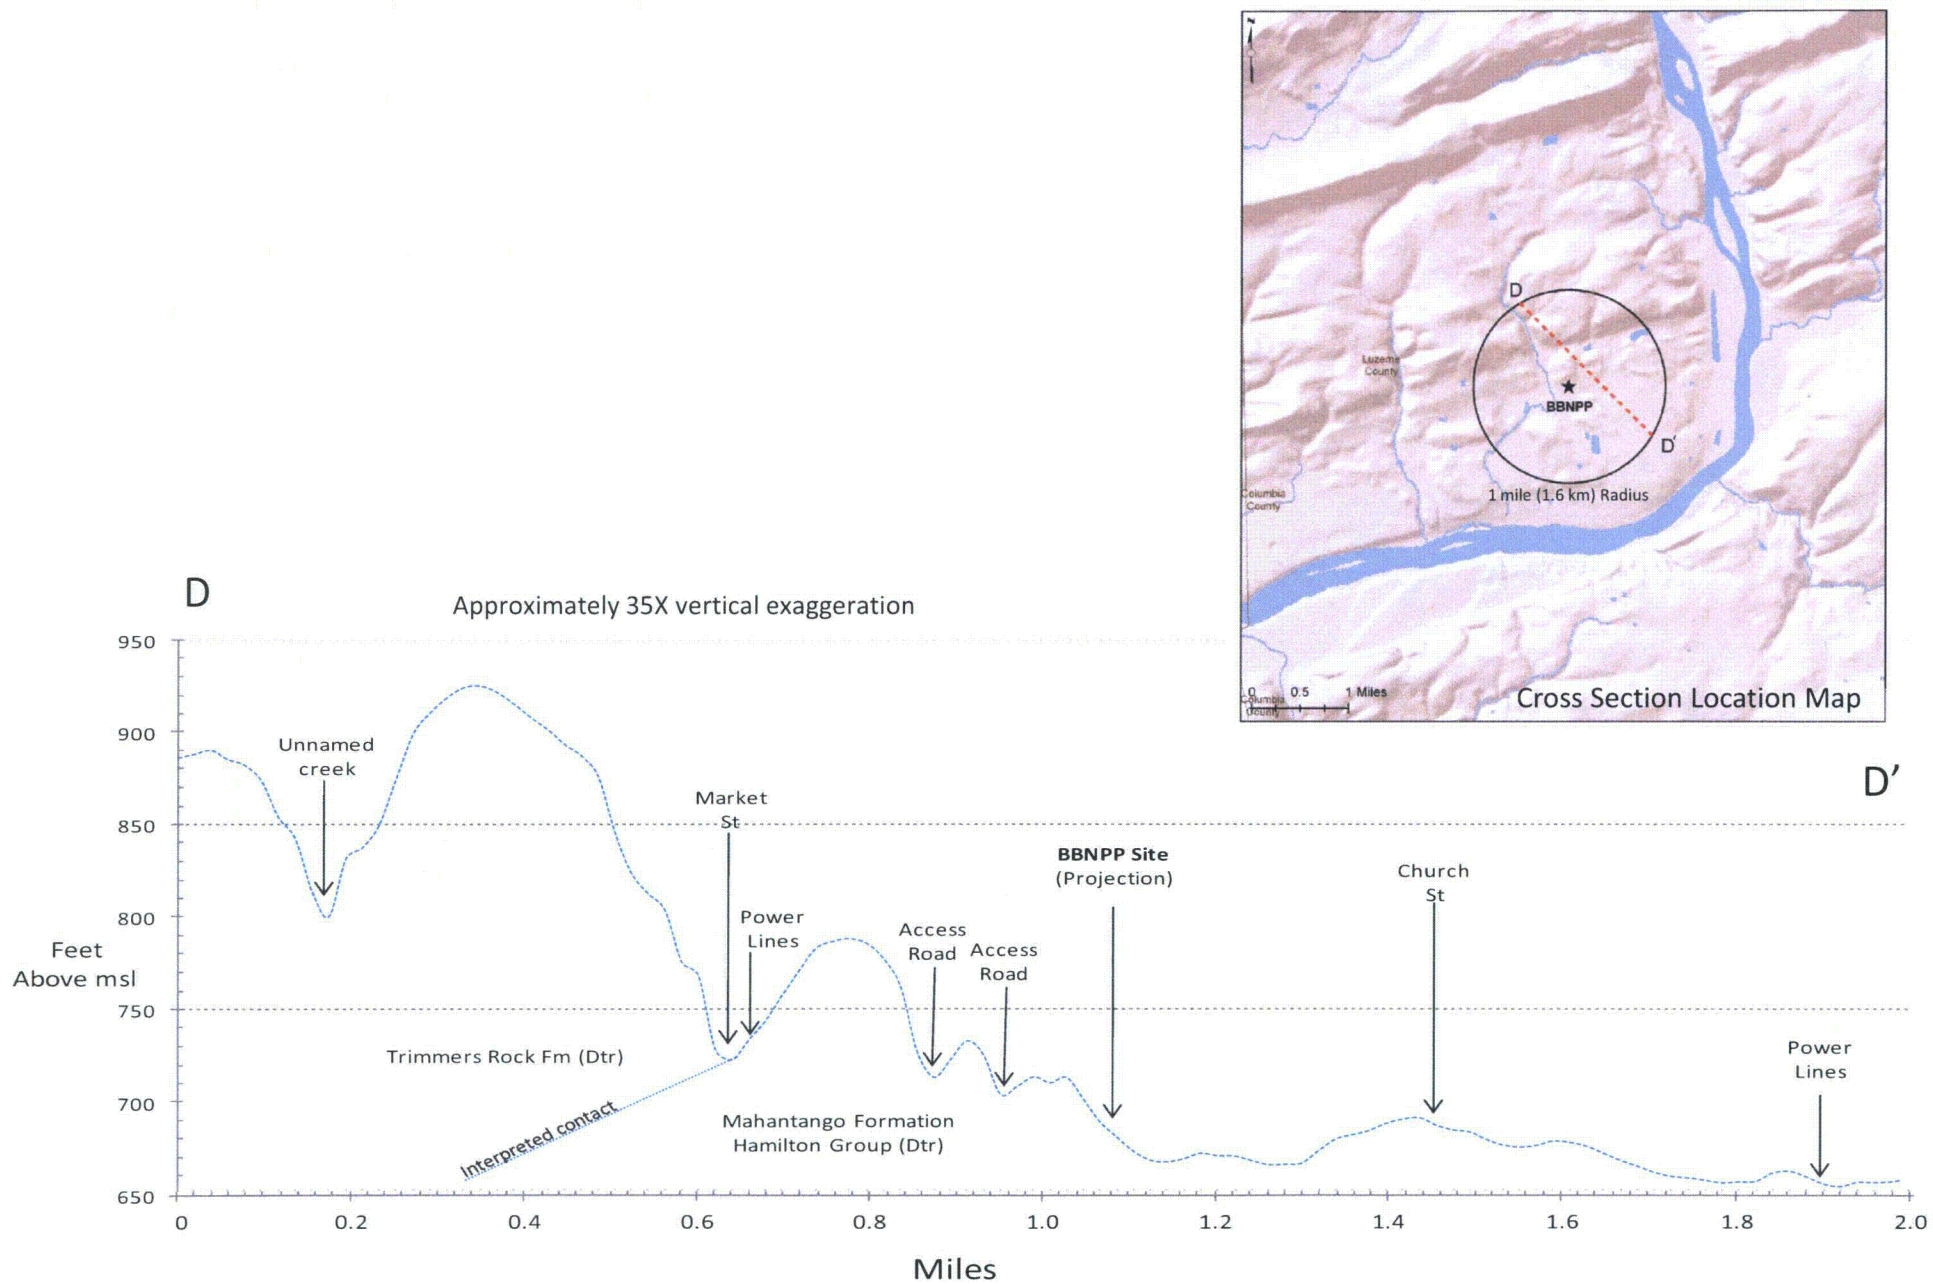 N
D
Luzerne
County
BBNPP
D'
1 mile (1.6 km) Radius
Columbia
County
0 0.5 1 Miles
Columbia
County
Cross Section Location Map
D
Approximately 35X vertical exaggeration
D'
950
900
850
800
750
700
650
Feet
Above msl
Unnamed
creek
Market
St
Power
Lines
Access
Road
Access
Road
BBNPP Site
(Projection)
Church
St
Power
Lines
Trimmers Rock Fm (Dtr)
Interpreted contact
Mahantango Formation
Hamilton Group (Dtr)
0 0.2 0.4 0.6 0.8 1.0 1.2 1.4 1.6 1.8 2.0
Miles